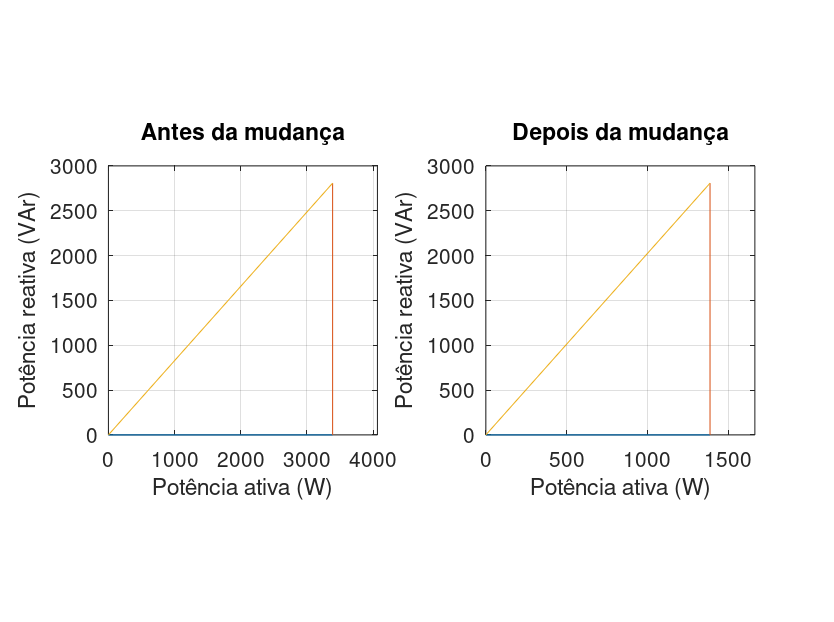 Antes da mudança
3000
2500
2000
1500
1000
500
0
0 1000 2000 3000 4000
Potência reativa (VAr)
Potência ativa (W)
Depois da mudança
3000
2500
2000
1500
1000
500
0
0 500 1000 1500
Potência reativa (VAr)
Potência ativa (W)